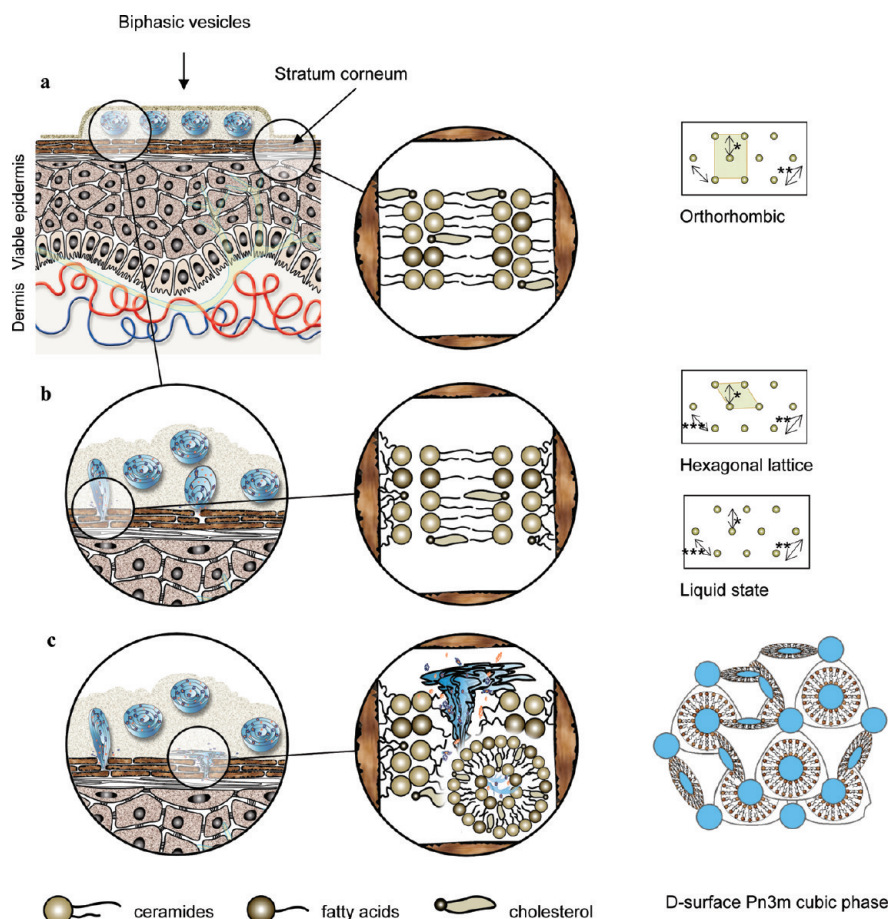 Biphasic vesicles
Stratum corneum
a
Viable epidermis
Dermis
*
**
Orthorhombic
b
*
***
**
Hexagonal lattice
*
***
**
Liquid state
c
ceramides
fatty acids
cholesterol
D-surface Pn3m cubic phase